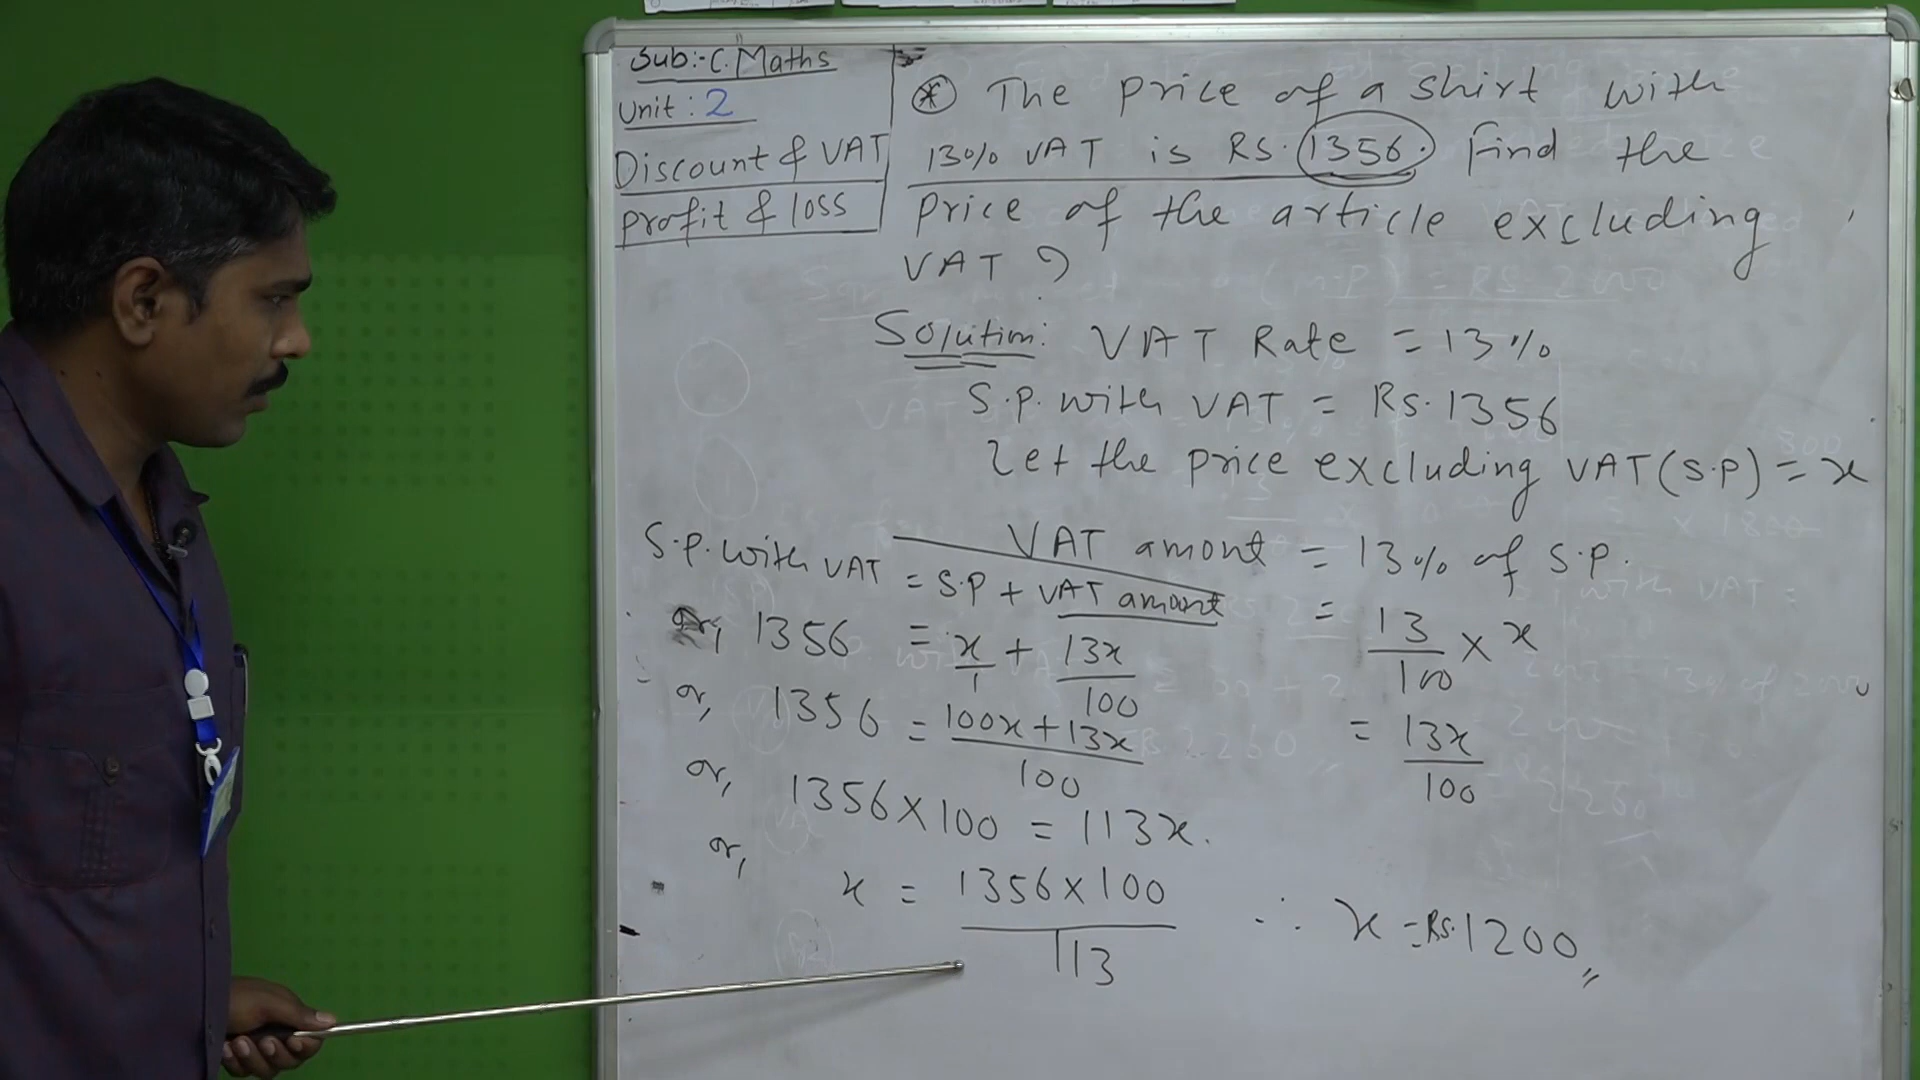 Sub:-C.Maths
Unit : 2
Discount & VAT
profit & loss
* The price of a shirt with
13% VAT is RS. 1356. Find the
price of the article excluding
VAT ?
Solution: VAT Rate = 13%
S.P. with VAT = Rs. 1356
Let the price excluding VAT (S.P) = x
VAT amont = 13% of S.P.
= 13/100 × x
= 13x/100
S.P. with VAT = S.P + VAT amount
or, 1356 = x/1 + 13x/100
or, 1356 = 100x+13x/100
or, 1356×100 = 113x.
or, x = 1356×100/113
∴ x = Rs. 1200,,